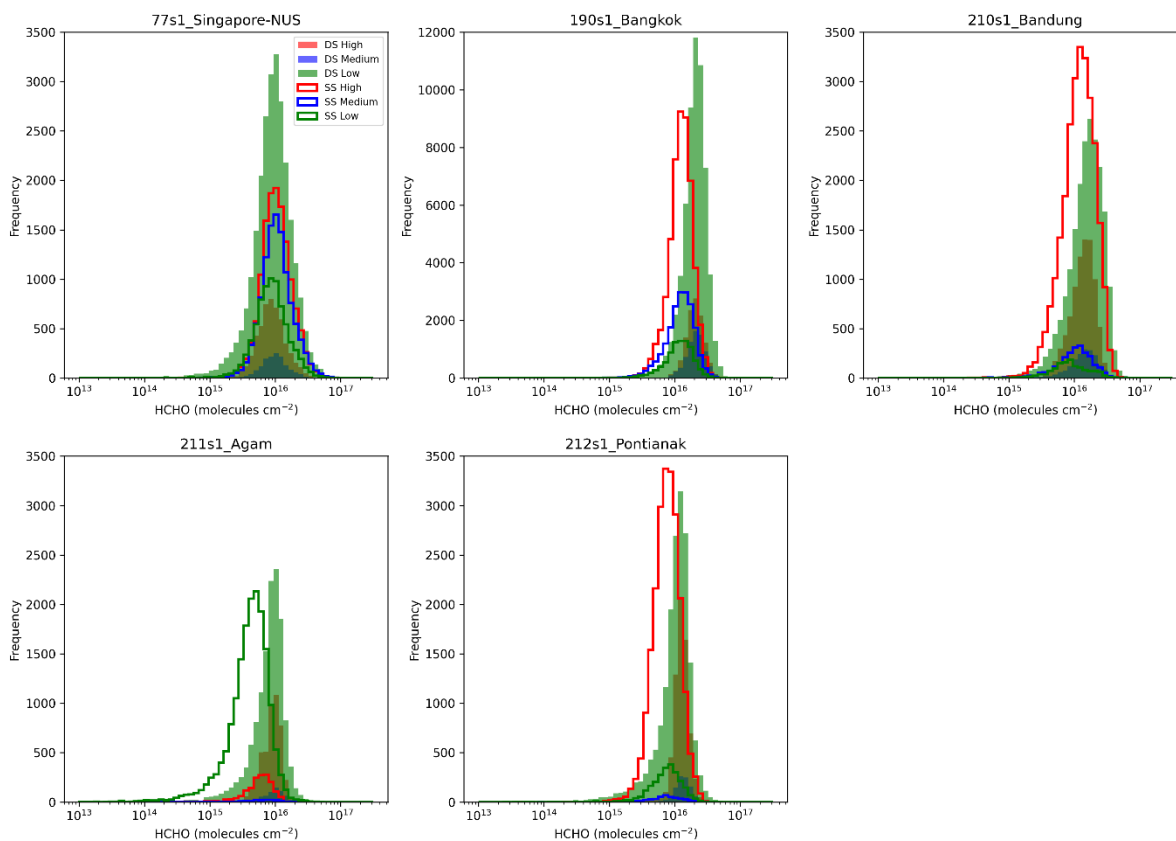 77s1_Singapore-NUS
3500
3000
2500
2000
1500
1000
500
0
Frequency
10¹³ 10¹⁴ 10¹⁵ 10¹⁶ 10¹⁷
HCHO (molecules cm⁻²)
DS High
DS Medium
DS Low
SS High
SS Medium
SS Low
190s1_Bangkok
12000
10000
8000
6000
4000
2000
0
Frequency
10¹³ 10¹⁴ 10¹⁵ 10¹⁶ 10¹⁷
HCHO (molecules cm⁻²)
210s1_Bandung
3500
3000
2500
2000
1500
1000
500
0
Frequency
10¹³ 10¹⁴ 10¹⁵ 10¹⁶ 10¹⁷
HCHO (molecules cm⁻²)
211s1_Agam
3500
3000
2500
2000
1500
1000
500
0
Frequency
10¹³ 10¹⁴ 10¹⁵ 10¹⁶ 10¹⁷
HCHO (molecules cm⁻²)
212s1_Pontianak
3500
3000
2500
2000
1500
1000
500
0
Frequency
10¹³ 10¹⁴ 10¹⁵ 10¹⁶ 10¹⁷
HCHO (molecules cm⁻²)